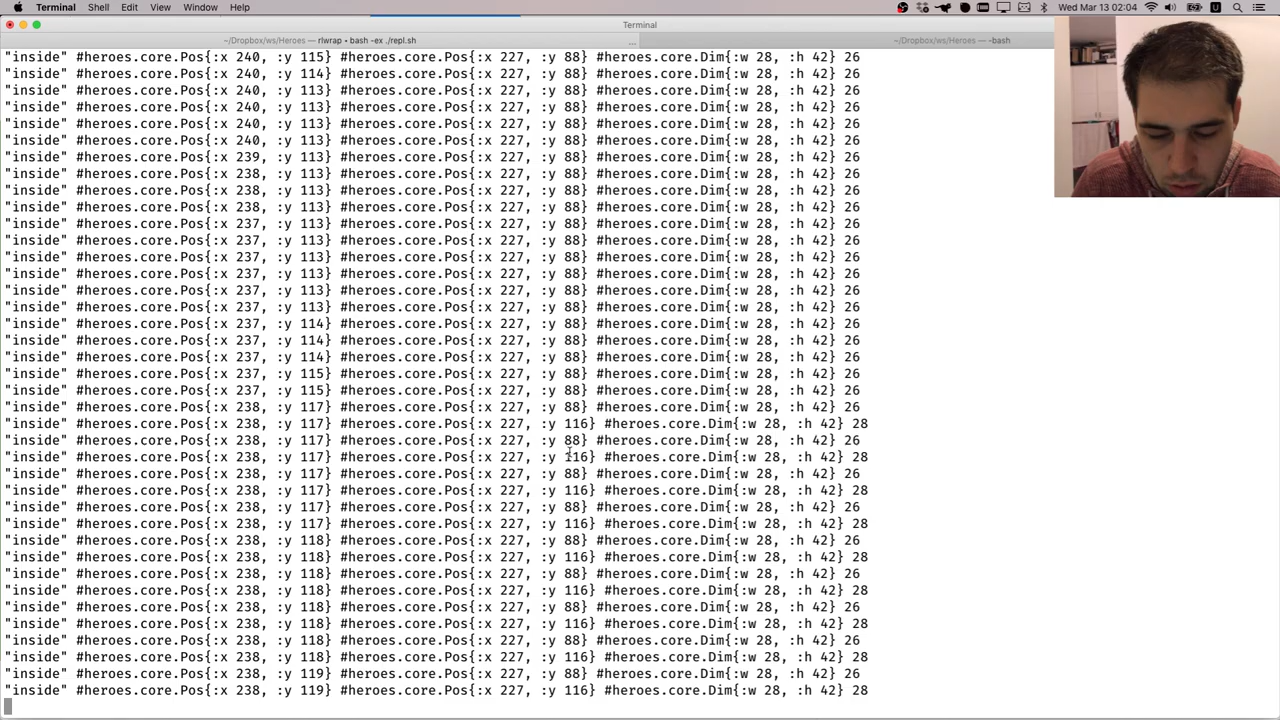 Terminal Shell Edit View Window Help Wed Mar 13 02:04
Terminal
~/Dropbox/ws/Heroes — rlwrap • bash -ex ./repl.sh ... ~/Dropbox/ws/Heroes — -bash
"inside" #heroes.core.Pos{:x 240, :y 115} #heroes.core.Pos{:x 227, :y 88} #heroes.core.Dim{:w 28, :h 42} 26
"inside" #heroes.core.Pos{:x 240, :y 114} #heroes.core.Pos{:x 227, :y 88} #heroes.core.Dim{:w 28, :h 42} 26
"inside" #heroes.core.Pos{:x 240, :y 113} #heroes.core.Pos{:x 227, :y 88} #heroes.core.Dim{:w 28, :h 42} 26
"inside" #heroes.core.Pos{:x 240, :y 113} #heroes.core.Pos{:x 227, :y 88} #heroes.core.Dim{:w 28, :h 42} 26
"inside" #heroes.core.Pos{:x 240, :y 113} #heroes.core.Pos{:x 227, :y 88} #heroes.core.Dim{:w 28, :h 42} 26
"inside" #heroes.core.Pos{:x 240, :y 113} #heroes.core.Pos{:x 227, :y 88} #heroes.core.Dim{:w 28, :h 42} 26
"inside" #heroes.core.Pos{:x 239, :y 113} #heroes.core.Pos{:x 227, :y 88} #heroes.core.Dim{:w 28, :h 42} 26
"inside" #heroes.core.Pos{:x 238, :y 113} #heroes.core.Pos{:x 227, :y 88} #heroes.core.Dim{:w 28, :h 42} 26
"inside" #heroes.core.Pos{:x 238, :y 113} #heroes.core.Pos{:x 227, :y 88} #heroes.core.Dim{:w 28, :h 42} 26
"inside" #heroes.core.Pos{:x 238, :y 113} #heroes.core.Pos{:x 227, :y 88} #heroes.core.Dim{:w 28, :h 42} 26
"inside" #heroes.core.Pos{:x 237, :y 113} #heroes.core.Pos{:x 227, :y 88} #heroes.core.Dim{:w 28, :h 42} 26
"inside" #heroes.core.Pos{:x 237, :y 113} #heroes.core.Pos{:x 227, :y 88} #heroes.core.Dim{:w 28, :h 42} 26
"inside" #heroes.core.Pos{:x 237, :y 113} #heroes.core.Pos{:x 227, :y 88} #heroes.core.Dim{:w 28, :h 42} 26
"inside" #heroes.core.Pos{:x 237, :y 113} #heroes.core.Pos{:x 227, :y 88} #heroes.core.Dim{:w 28, :h 42} 26
"inside" #heroes.core.Pos{:x 237, :y 113} #heroes.core.Pos{:x 227, :y 88} #heroes.core.Dim{:w 28, :h 42} 26
"inside" #heroes.core.Pos{:x 237, :y 113} #heroes.core.Pos{:x 227, :y 88} #heroes.core.Dim{:w 28, :h 42} 26
"inside" #heroes.core.Pos{:x 237, :y 114} #heroes.core.Pos{:x 227, :y 88} #heroes.core.Dim{:w 28, :h 42} 26
"inside" #heroes.core.Pos{:x 237, :y 114} #heroes.core.Pos{:x 227, :y 88} #heroes.core.Dim{:w 28, :h 42} 26
"inside" #heroes.core.Pos{:x 237, :y 114} #heroes.core.Pos{:x 227, :y 88} #heroes.core.Dim{:w 28, :h 42} 26
"inside" #heroes.core.Pos{:x 237, :y 115} #heroes.core.Pos{:x 227, :y 88} #heroes.core.Dim{:w 28, :h 42} 26
"inside" #heroes.core.Pos{:x 237, :y 115} #heroes.core.Pos{:x 227, :y 88} #heroes.core.Dim{:w 28, :h 42} 26
"inside" #heroes.core.Pos{:x 238, :y 117} #heroes.core.Pos{:x 227, :y 88} #heroes.core.Dim{:w 28, :h 42} 26
"inside" #heroes.core.Pos{:x 238, :y 117} #heroes.core.Pos{:x 227, :y 116} #heroes.core.Dim{:w 28, :h 42} 28
"inside" #heroes.core.Pos{:x 238, :y 117} #heroes.core.Pos{:x 227, :y 88} #heroes.core.Dim{:w 28, :h 42} 26
"inside" #heroes.core.Pos{:x 238, :y 117} #heroes.core.Pos{:x 227, :y 116} #heroes.core.Dim{:w 28, :h 42} 28
"inside" #heroes.core.Pos{:x 238, :y 117} #heroes.core.Pos{:x 227, :y 88} #heroes.core.Dim{:w 28, :h 42} 26
"inside" #heroes.core.Pos{:x 238, :y 117} #heroes.core.Pos{:x 227, :y 116} #heroes.core.Dim{:w 28, :h 42} 28
"inside" #heroes.core.Pos{:x 238, :y 117} #heroes.core.Pos{:x 227, :y 88} #heroes.core.Dim{:w 28, :h 42} 26
"inside" #heroes.core.Pos{:x 238, :y 117} #heroes.core.Pos{:x 227, :y 116} #heroes.core.Dim{:w 28, :h 42} 28
"inside" #heroes.core.Pos{:x 238, :y 118} #heroes.core.Pos{:x 227, :y 88} #heroes.core.Dim{:w 28, :h 42} 26
"inside" #heroes.core.Pos{:x 238, :y 118} #heroes.core.Pos{:x 227, :y 116} #heroes.core.Dim{:w 28, :h 42} 28
"inside" #heroes.core.Pos{:x 238, :y 118} #heroes.core.Pos{:x 227, :y 88} #heroes.core.Dim{:w 28, :h 42} 26
"inside" #heroes.core.Pos{:x 238, :y 118} #heroes.core.Pos{:x 227, :y 116} #heroes.core.Dim{:w 28, :h 42} 28
"inside" #heroes.core.Pos{:x 238, :y 118} #heroes.core.Pos{:x 227, :y 88} #heroes.core.Dim{:w 28, :h 42} 26
"inside" #heroes.core.Pos{:x 238, :y 118} #heroes.core.Pos{:x 227, :y 116} #heroes.core.Dim{:w 28, :h 42} 28
"inside" #heroes.core.Pos{:x 238, :y 118} #heroes.core.Pos{:x 227, :y 88} #heroes.core.Dim{:w 28, :h 42} 26
"inside" #heroes.core.Pos{:x 238, :y 118} #heroes.core.Pos{:x 227, :y 116} #heroes.core.Dim{:w 28, :h 42} 28
"inside" #heroes.core.Pos{:x 238, :y 119} #heroes.core.Pos{:x 227, :y 88} #heroes.core.Dim{:w 28, :h 42} 26
"inside" #heroes.core.Pos{:x 238, :y 119} #heroes.core.Pos{:x 227, :y 116} #heroes.core.Dim{:w 28, :h 42} 28